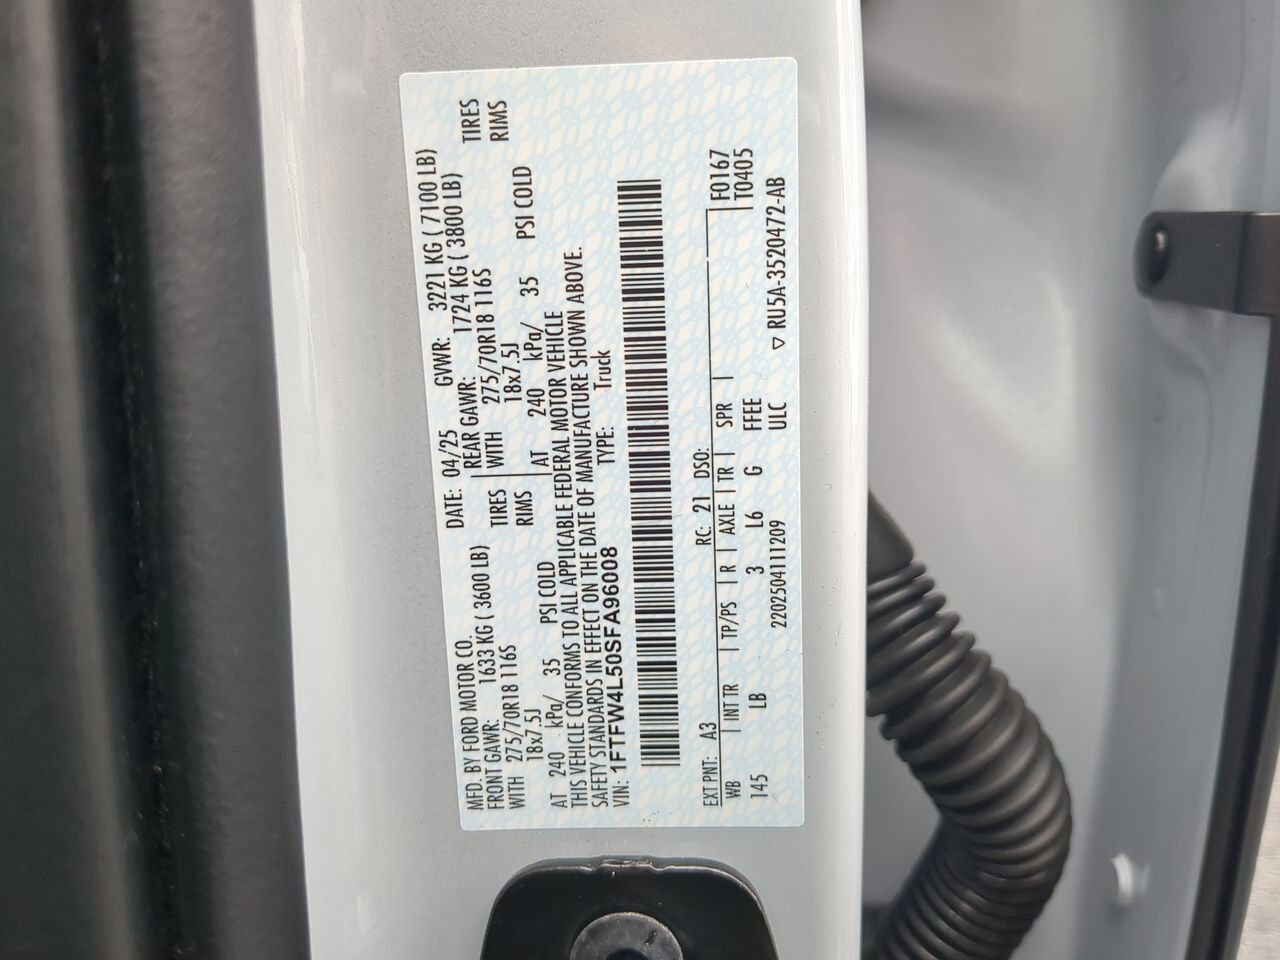 MFD. BY FORD MOTOR CO. DATE: 04/25 GVWR: 3221 KG ( 7100 LB)
FRONT GAWR: 1633 KG ( 3600 LB) REAR GAWR: 1724 KG ( 3800 LB)
WITH 275/70R18 116S TIRES WITH 275/70R18 116S TIRES
18x7.5J RIMS 18x7.5J RIMS
AT 240 kPa/ 35 PSI COLD AT 240 kPa/ 35 PSI COLD
THIS VEHICLE CONFORMS TO ALL APPLICABLE FEDERAL MOTOR VEHICLE
SAFETY STANDARDS IN EFFECT ON THE DATE OF MANUFACTURE SHOWN ABOVE.
VIN: 1FTFW4L50SFA96008 TYPE: Truck
EXT PNT: A3 RC: 21 DSO: F0167
WB INT TR TP/PS R AXLE TR SPR T0405
145 LB 3 L6 G FFEE
220250411209 ULC ▽ RU5A-3520472-AB